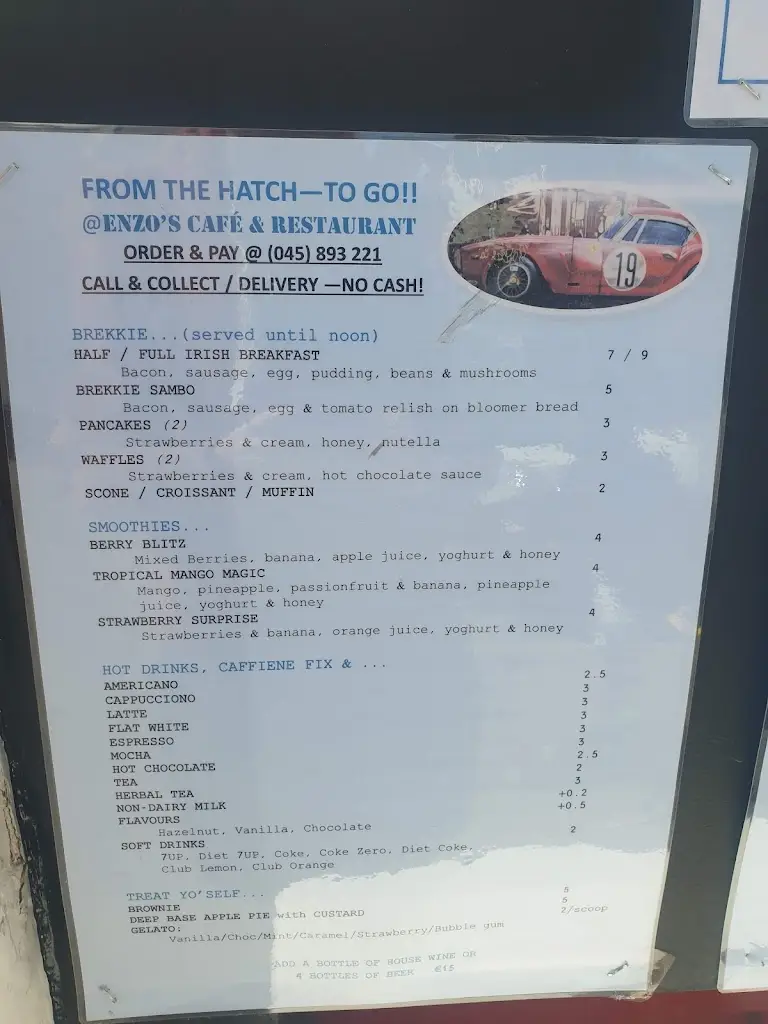 FROM THE HATCH—TO GO!!
@ENZO'S CAFÉ & RESTAURANT
ORDER & PAY @ (045) 893 221
CALL & COLLECT / DELIVERY —NO CASH!
19
BREKKIE...(served until noon)
HALF / FULL IRISH BREAKFAST 7 / 9
Bacon, sausage, egg, pudding, beans & mushrooms
BREKKIE SAMBO 5
Bacon, sausage, egg & tomato relish on bloomer bread
PANCAKES (2) 3
Strawberries & cream, honey, nutella
WAFFLES (2) 3
Strawberries & cream, hot chocolate sauce
SCONE / CROISSANT / MUFFIN 2
SMOOTHIES...
BERRY BLITZ 4
Mixed Berries, banana, apple juice, yoghurt & honey
TROPICAL MANGO MAGIC 4
Mango, pineapple, passionfruit & banana, pineapple
juice, yoghurt & honey
STRAWBERRY SURPRISE 4
Strawberries & banana, orange juice, yoghurt & honey
HOT DRINKS, CAFFIENE FIX & ...
AMERICANO 2.5
CAPPUCCIONO 3
LATTE 3
FLAT WHITE 3
ESPRESSO 3
MOCHA 3
HOT CHOCOLATE 2.5
TEA 2
HERBAL TEA 3
NON-DAIRY MILK +0.2
FLAVOURS +0.5
Hazelnut, Vanilla, Chocolate
SOFT DRINKS 2
7UP, Diet 7UP, Coke, Coke Zero, Diet Coke,
Club Lemon, Club Orange
TREAT YO'SELF...
BROWNIE 5
DEEP BASE APPLE PIE with CUSTARD 5
GELATO: 2/scoop
Vanilla/Choc/Mint/Caramel/Strawberry/Bubble gum
ADD A BOTTLE OF HOUSE WINE OR
4 BOTTLES OF BEER €15